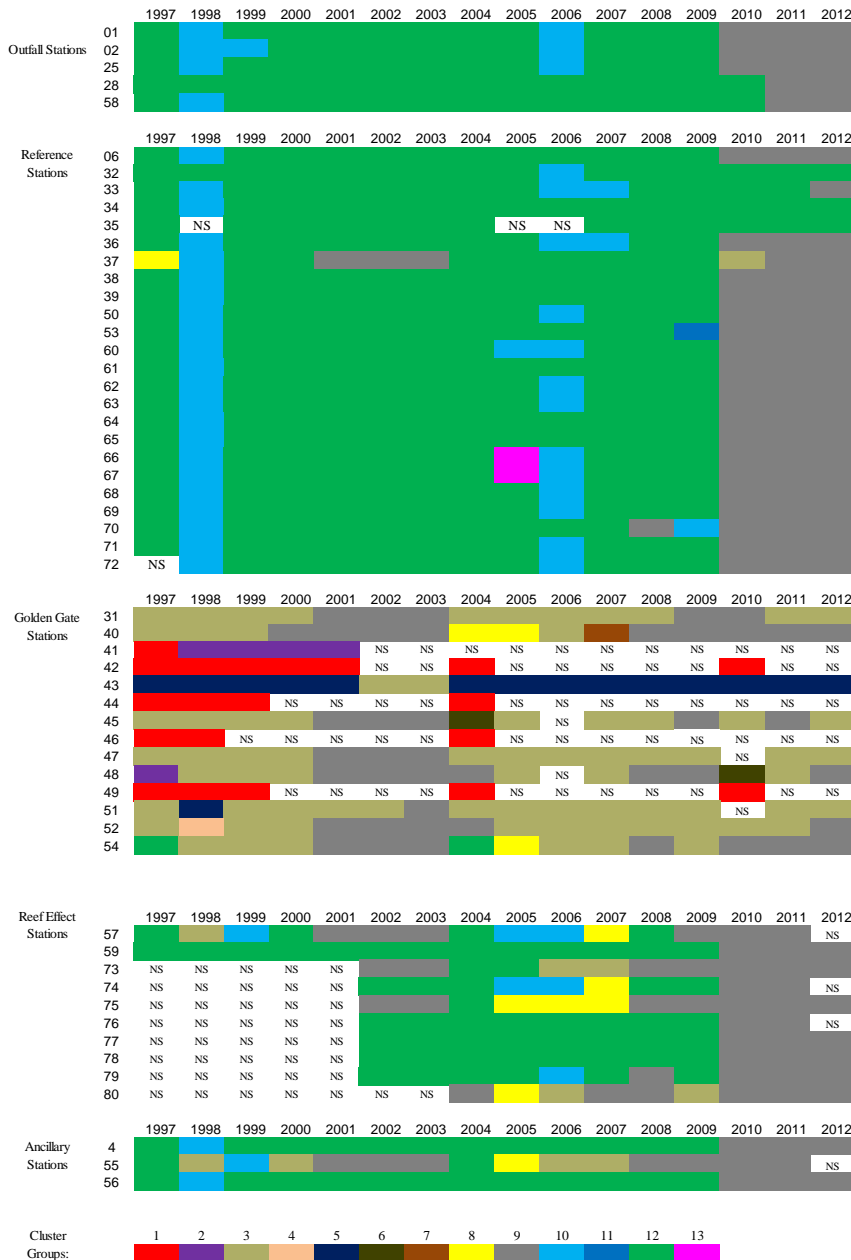 1997 1998 1999 2000 2001 2002 2003 2004 2005 2006 2007 2008 2009 2010 2011 2012
01
Outfall Stations 02
25
28
58
1997 1998 1999 2000 2001 2002 2003 2004 2005 2006 2007 2008 2009 2010 2011 2012
Reference 06
Stations 32
33
34
35 NS NS NS
36
37
38
39
50
53
60
61
62
63
64
65
66
67
68
69
70
71
72 NS
1997 1998 1999 2000 2001 2002 2003 2004 2005 2006 2007 2008 2009 2010 2011 2012
Golden Gate 31
Stations 40
41 NS NS NS NS NS NS NS NS NS NS NS
42 NS NS NS NS NS NS NS NS NS
43
44 NS NS NS NS NS NS NS NS NS NS NS NS
45 NS
46 NS NS NS NS NS NS NS NS NS NS NS NS NS
47 NS
48 NS
49 NS NS NS NS NS NS NS NS NS NS NS
51 NS
52
54
Reef Effect 1997 1998 1999 2000 2001 2002 2003 2004 2005 2006 2007 2008 2009 2010 2011 2012
Stations 57 NS
59
73 NS NS NS NS NS
74 NS NS NS NS NS NS
75 NS NS NS NS NS
76 NS NS NS NS NS NS
77 NS NS NS NS NS
78 NS NS NS NS NS
79 NS NS NS NS NS
80 NS NS NS NS NS NS NS
1997 1998 1999 2000 2001 2002 2003 2004 2005 2006 2007 2008 2009 2010 2011 2012
Ancillary 4
Stations 55 NS
56
Cluster 1 2 3 4 5 6 7 8 9 10 11 12 13
Groups: